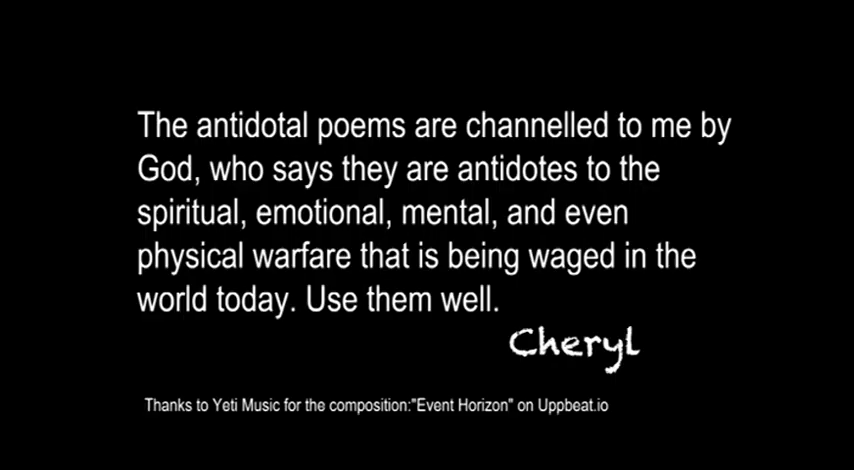 The antidotal poems are channelled to me by
God, who says they are antidotes to the
spiritual, emotional, mental, and even
physical warfare that is being waged in the
world today. Use them well.
Cheryl
Thanks to Yeti Music for the composition:"Event Horizon" on Uppbeat.io